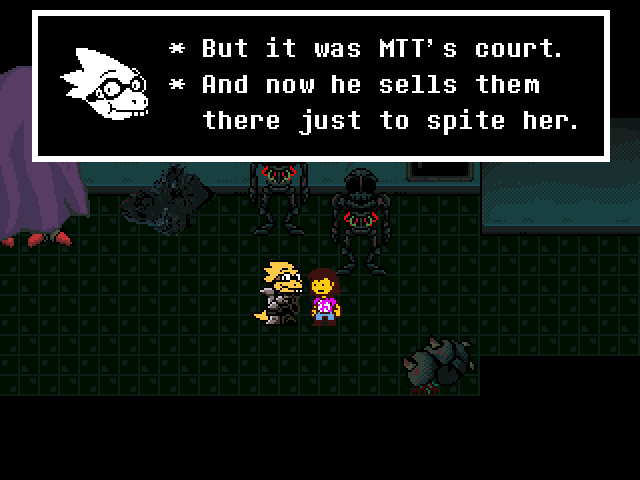 * But it was MTT's court.
* And now he sells them
there just to spite her.